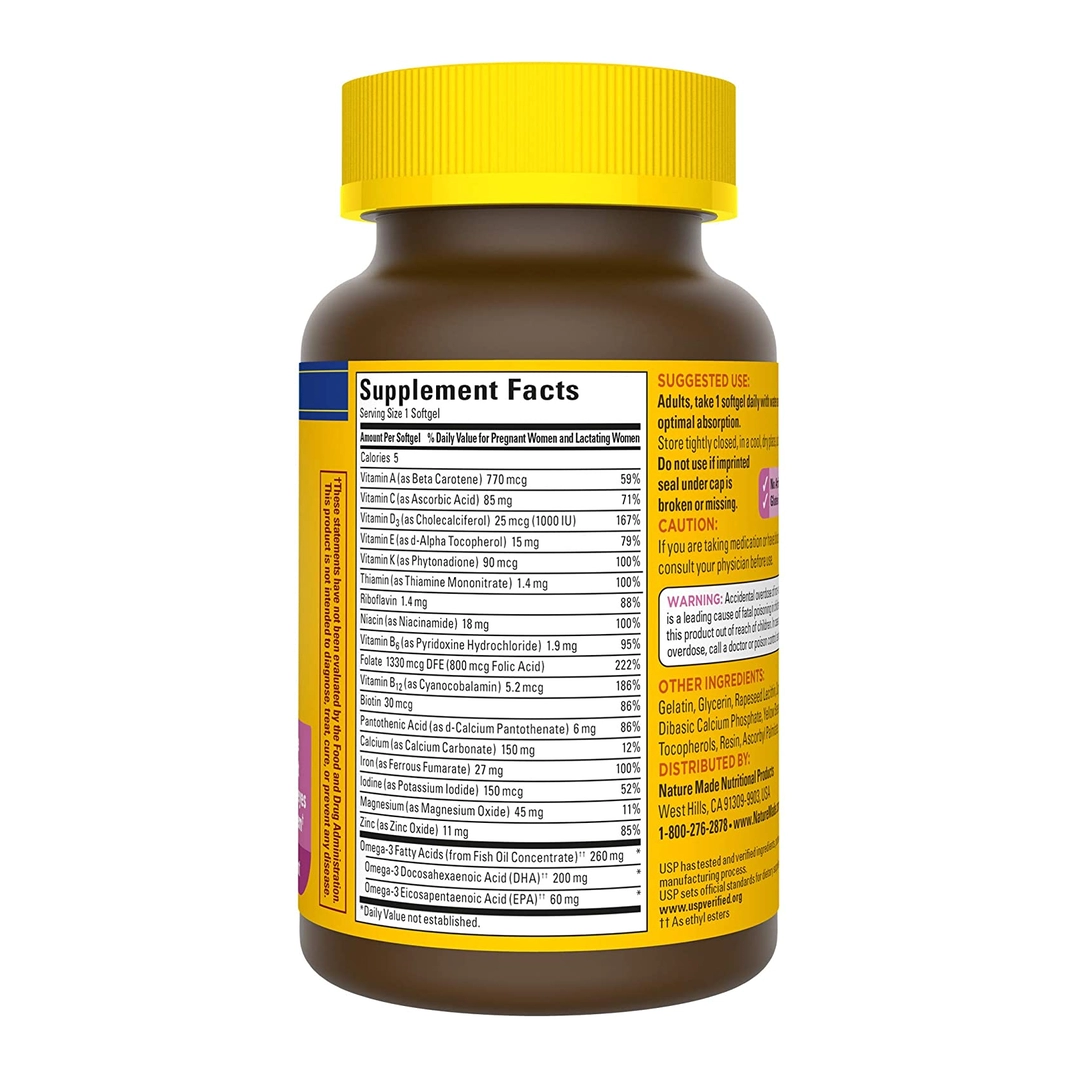 Supplement Facts
Serving Size 1 Softgel
Amount Per Softgel % Daily Value for Pregnant Women and Lactating Women
Calories 5
Vitamin A (as Beta Carotene) 770 mcg 59%
Vitamin C (as Ascorbic Acid) 85 mg 71%
Vitamin D3 (as Cholecalciferol) 25 mcg (1000 IU) 167%
Vitamin E (as d-Alpha Tocopherol) 15 mg 79%
Vitamin K (as Phytonadione) 90 mcg 100%
Thiamin (as Thiamine Mononitrate) 1.4 mg 100%
Riboflavin 1.4 mg 88%
Niacin (as Niacinamide) 18 mg 100%
Vitamin B6 (as Pyridoxine Hydrochloride) 1.9 mg 95%
Folate 1330 mcg DFE (800 mcg Folic Acid) 222%
Vitamin B12 (as Cyanocobalamin) 5.2 mcg 186%
Biotin 30 mcg 86%
Pantothenic Acid (as d-Calcium Pantothenate) 6 mg 86%
Calcium (as Calcium Carbonate) 150 mg 12%
Iron (as Ferrous Fumarate) 27 mg 100%
Iodine (as Potassium Iodide) 150 mcg 52%
Magnesium (as Magnesium Oxide) 45 mg 11%
Zinc (as Zinc Oxide) 11 mg 85%
Omega-3 Fatty Acids (from Fish Oil Concentrate)†† 260 mg *
Omega-3 Docosahexaenoic Acid (DHA)†† 200 mg *
Omega-3 Eicosapentaenoic Acid (EPA)†† 60 mg *
*Daily Value not established.
†These statements have not been evaluated by the Food and Drug Administration.
This product is not intended to diagnose, treat, cure, or prevent any disease.
SUGGESTED USE:
Adults, take 1 softgel daily with
optimal absorption.
Store tightly closed, in a cool, dry place,
Do not use if imprinted
seal under cap is
broken or missing.
CAUTION:
If you are taking medication or
consult your physician before use.
WARNING: Accidental overdose
is a leading cause of fatal poisoning
this product out of reach of children.
overdose, call a doctor or poison
OTHER INGREDIENTS:
Gelatin, Glycerin, Rapeseed Lecithin,
Dibasic Calcium Phosphate, Yellow
Tocopherols, Resin, Ascorbyl
DISTRIBUTED BY:
Nature Made Nutritional Products
West Hills, CA 91309-9903, USA
1-800-276-2878 • www.
USP has tested and verified ingredients,
manufacturing process.
USP sets official standards for
www.uspverified.org
†† As ethyl esters